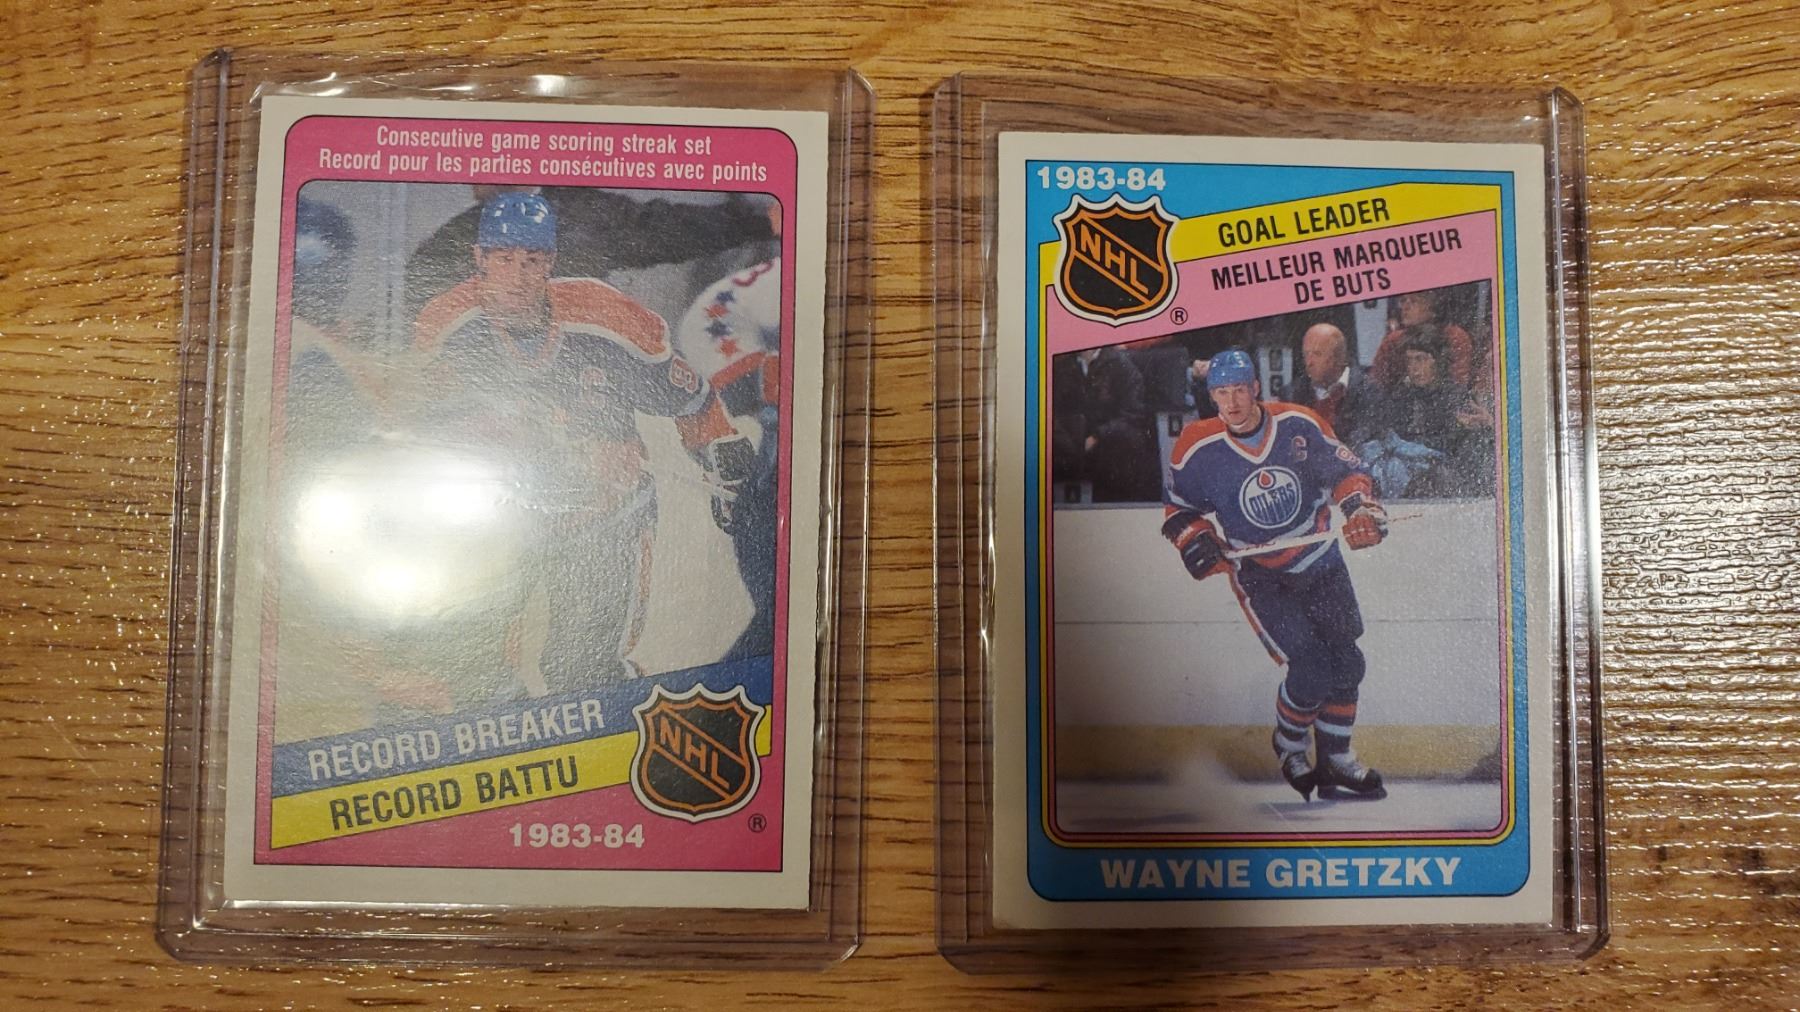 Consecutive game scoring streak set
Record pour les parties consécutives avec points
C
RECORD BREAKER
RECORD BATTU
NHL
®
1983-84
1983-84
NHL
®
GOAL LEADER
MEILLEUR MARQUEUR
DE BUTS
C
OILERS
WAYNE GRETZKY